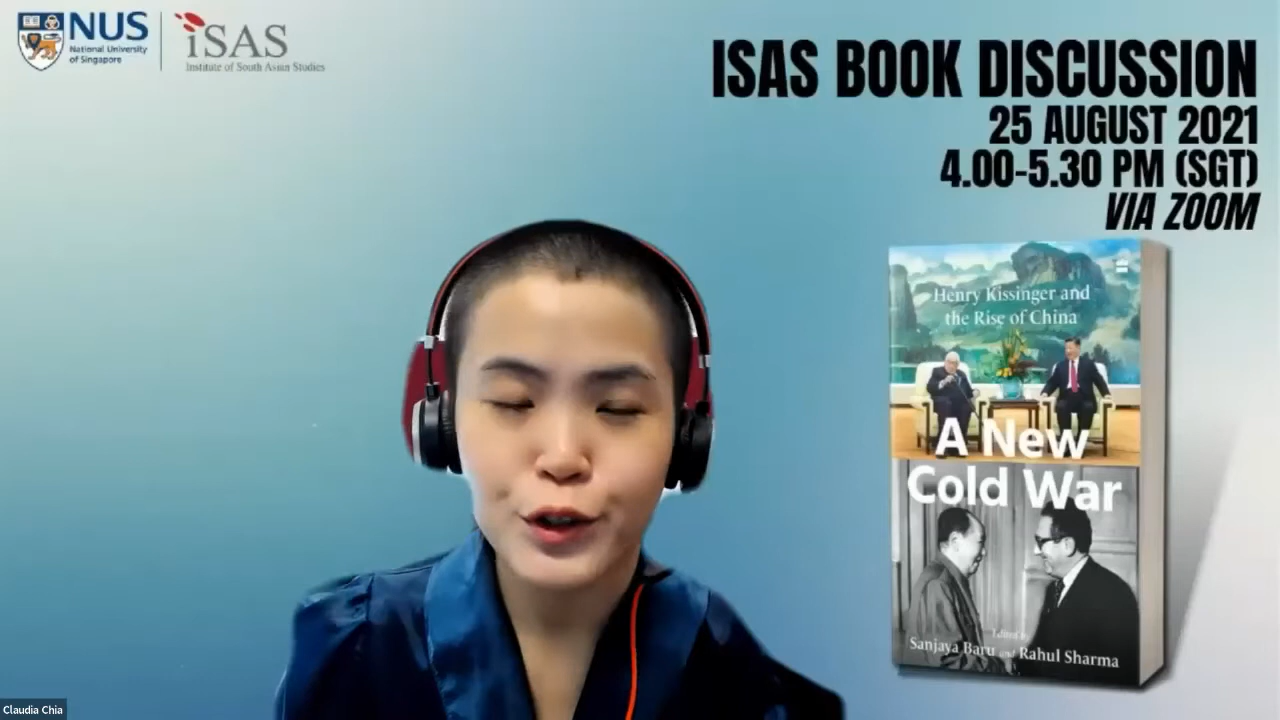 NUS
National University
of Singapore
iSAS
Institute of South Asian Studies
ISAS BOOK DISCUSSION
25 AUGUST 2021
4.00-5.30 PM (SGT)
VIA ZOOM
Henry Kissinger and
the Rise of China
A New
Cold War
Edited by
Sanjaya Baru and Rahul Sharma
Claudia Chia